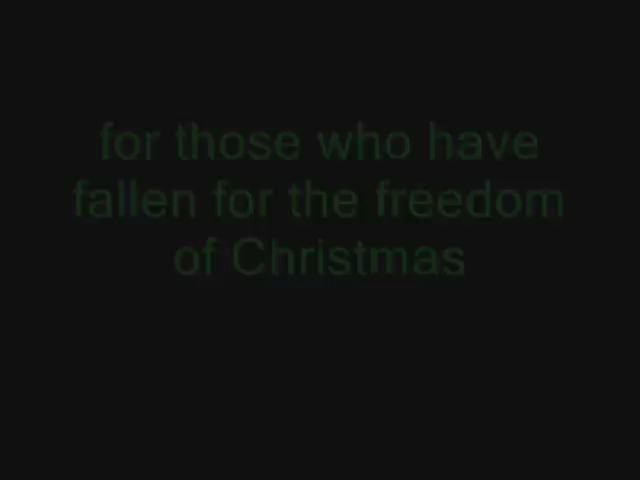 for those who have
fallen for the freedom
of Christmas